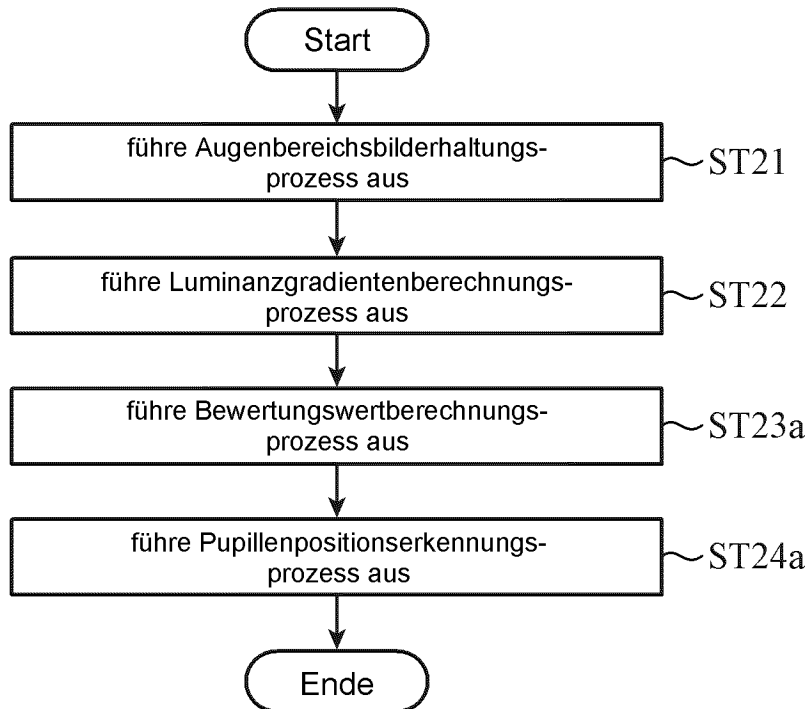 Start
führe Augenbereichsbilderhaltungs-
prozess aus
ST21
führe Luminanzgradientenberechnungs-
prozess aus
ST22
führe Bewertungswertberechnungs-
prozess aus
ST23a
führe Pupillenpositionserkennungs-
prozess aus
ST24a
Ende